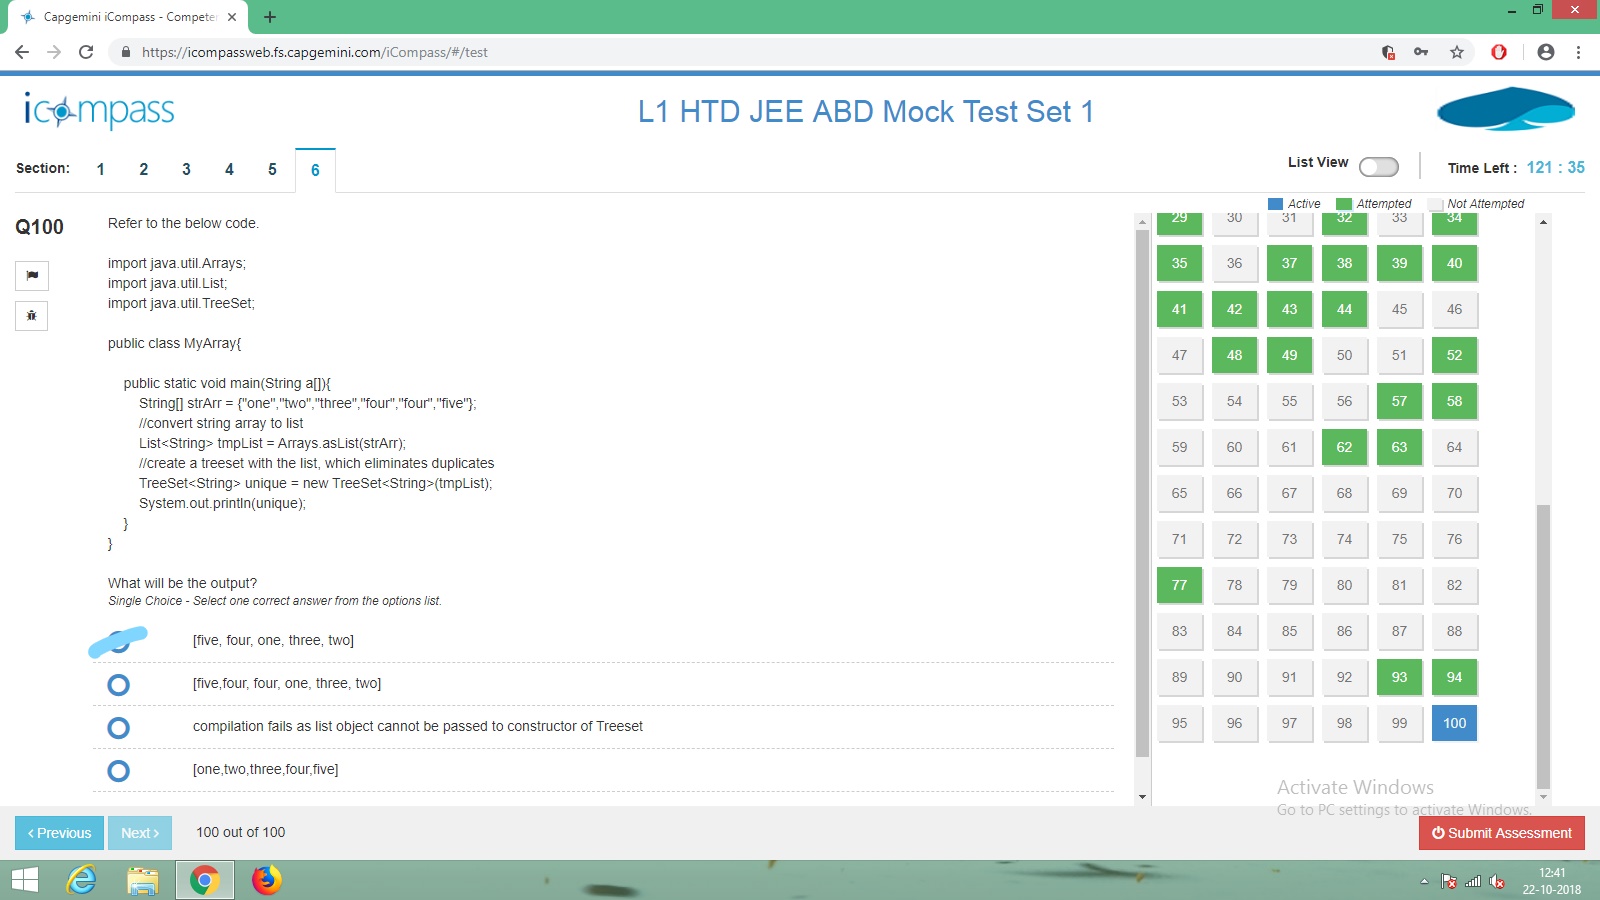 Capgemini iCompass - Competen
https://icompassweb.fs.capgemini.com/iCompass/#/test
icompass
L1 HTD JEE ABD Mock Test Set 1
Section: 1 2 3 4 5 6
List View
Time Left : 121 : 35
Active Attempted Not Attempted
Q100
Refer to the below code.
import java.util.Arrays;
import java.util.List;
import java.util.TreeSet;
public class MyArray{
public static void main(String a[]){
String[] strArr = {"one","two","three","four","four","five"};
//convert string array to list
List<String> tmpList = Arrays.asList(strArr);
//create a treeset with the list, which eliminates duplicates
TreeSet<String> unique = new TreeSet<String>(tmpList);
System.out.println(unique);
}
}
What will be the output?
Single Choice - Select one correct answer from the options list.
[five, four, one, three, two]
[five,four, four, one, three, two]
compilation fails as list object cannot be passed to constructor of Treeset
[one,two,three,four,five]
29 30 31 32 33 34
35 36 37 38 39 40
41 42 43 44 45 46
47 48 49 50 51 52
53 54 55 56 57 58
59 60 61 62 63 64
65 66 67 68 69 70
71 72 73 74 75 76
77 78 79 80 81 82
83 84 85 86 87 88
89 90 91 92 93 94
95 96 97 98 99 100
Activate Windows
Go to PC settings to activate Windows.
‹ Previous
Next ›
100 out of 100
Submit Assessment
12:41
22-10-2018